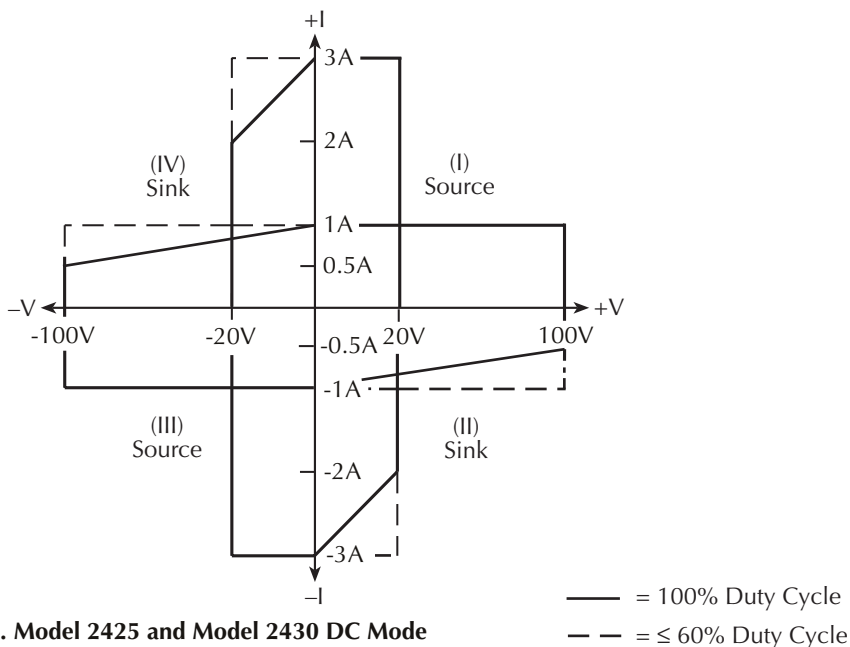 +I
3A
2A
(IV)
Sink
(I)
Source
1A
0.5A
–V
+V
-100V
-20V
20V
100V
-0.5A
-1A
(III)
Source
(II)
Sink
-2A
-3A
–I
= 100% Duty Cycle
. Model 2425 and Model 2430 DC Mode
= ≤ 60% Duty Cycle